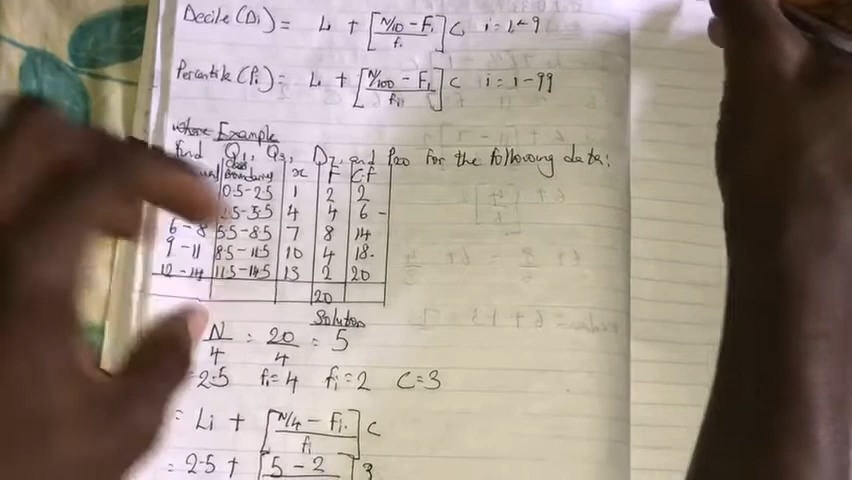 Decile (Di) = Li + [N/10 - Fi / fi] C, i = 1-9
Percentile (Pi) = Li + [N/100 - Fi / fi] C i = 1-99
where Example
find Q1, Q3, D7, and P20 for the following data:
class boundary x F C.F
0.5-2.5 1 2 2
2.5-5.5 4 4 6
6-8 5.5-8.5 7 8 14
9-11 8.5-11.5 10 4 18
12-14 11.5-14.5 13 2 20
20
Solution
N/4 = 20/4 = 5
= 2.5 fi = 4 fi = 2 C = 3
= Li + [N/4 - Fi. / fi] C
= 2.5 + [5 - 2] 3